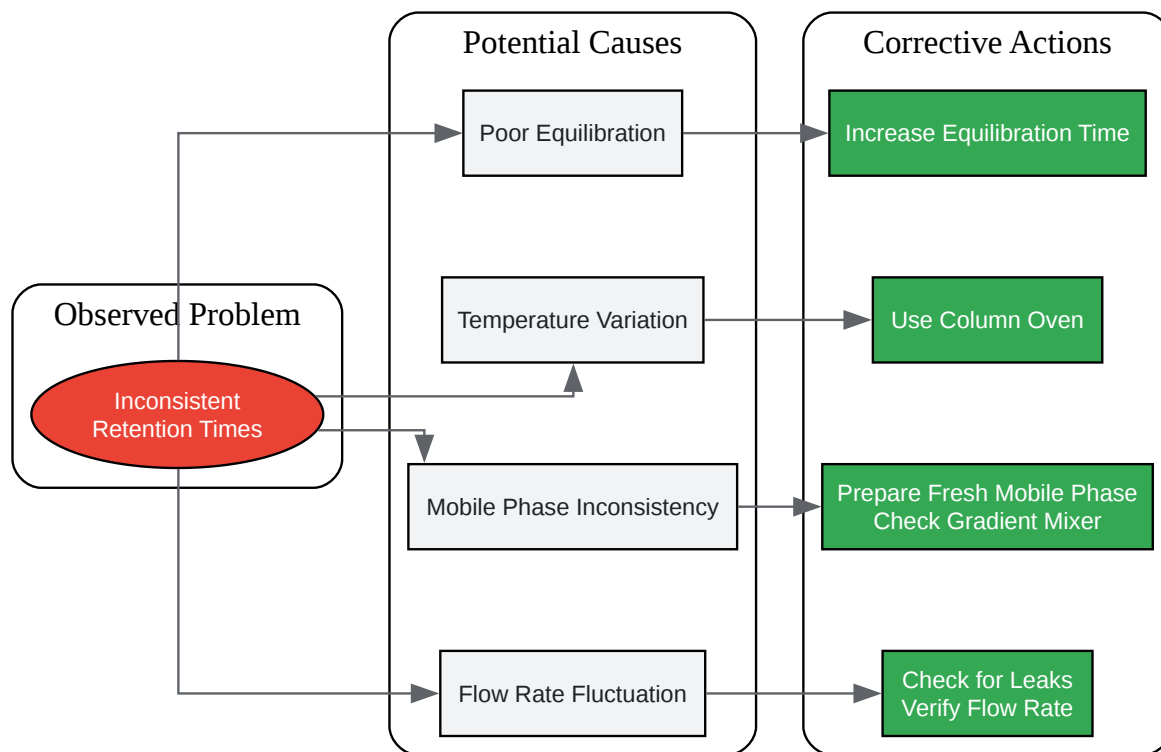 Potential Causes
Corrective Actions
Poor Equilibration
Increase Equilibration Time
Observed Problem
Temperature Variation
Use Column Oven
Inconsistent
Retention Times
Mobile Phase Inconsistency
Prepare Fresh Mobile Phase
Check Gradient Mixer
Flow Rate Fluctuation
Check for Leaks
Verify Flow Rate